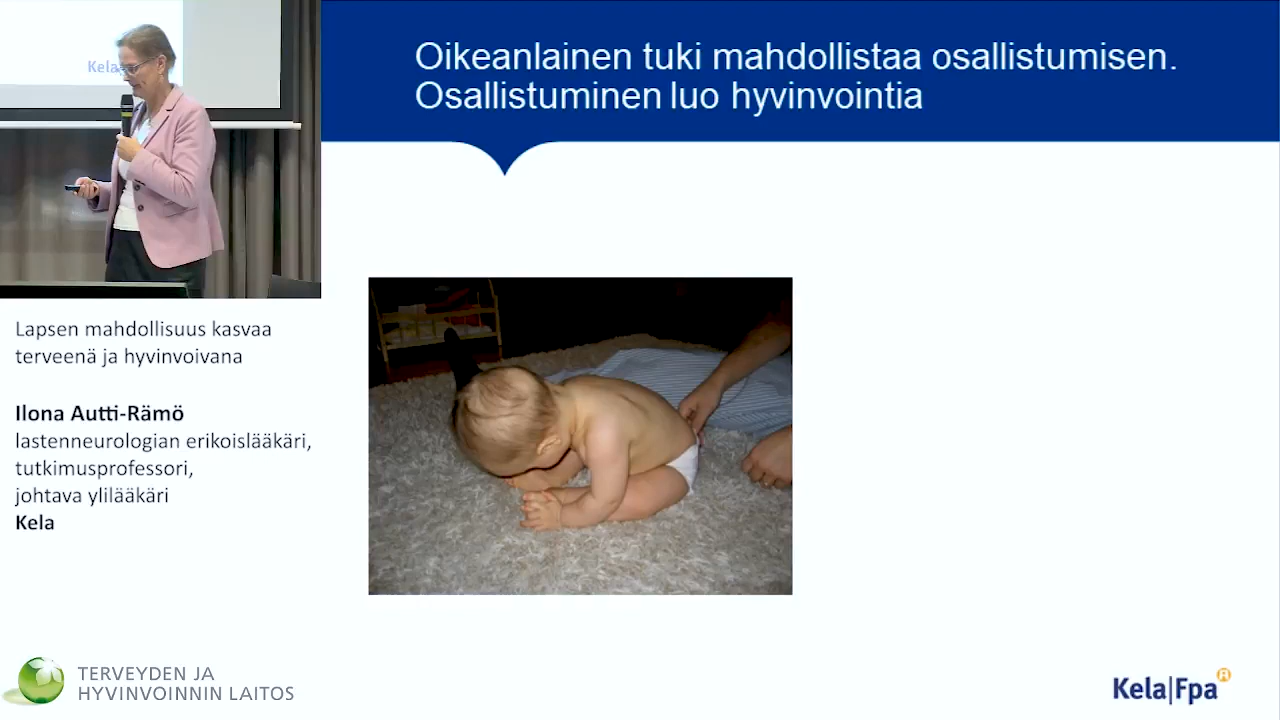 Kela
Oikeanlainen tuki mahdollistaa osallistumisen.
Osallistuminen luo hyvinvointia
Lapsen mahdollisuus kasvaa
terveenä ja hyvinvoivana
Ilona Autti-Rämö
lastenneurologian erikoislääkäri,
tutkimusprofessori,
johtava ylilääkäri
Kela
TERVEYDEN JA
HYVINVOINNIN LAITOS
Kela|Fpa